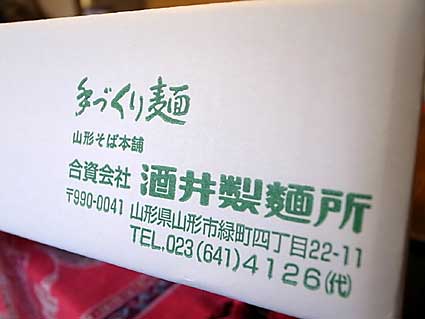 手づくり麺
山形そば本舗
合資会社 酒井製麺所
〒990-0041 山形県山形市緑町四丁目22-11
TEL.023(641)4126(代)